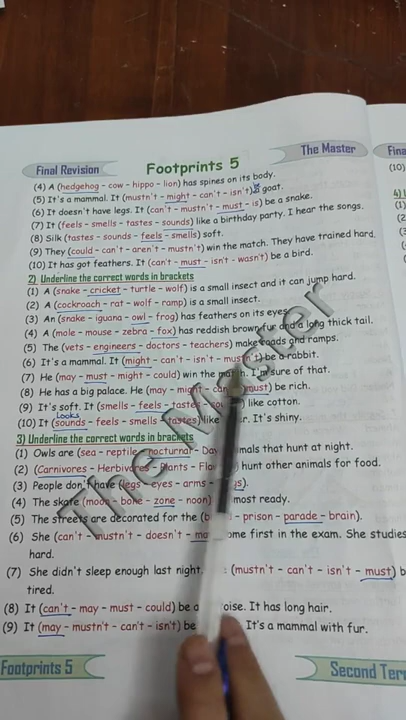 Final Revision
Footprints 5
The Master
Fina
(4) A (hedgehog - cow - hippo - lion) has spines on its body.
(5) It's a mammal. It (mustn't - might - can't - isn't) be goat.
(6) It doesn't have legs. It (can't - mustn't - must - is) be a snake.
(7) It (feels - smells - tastes - sounds) like a birthday party. I hear the songs.
(8) Silk (tastes - sounds - feels - smells) soft.
(9) They (could - can't - aren't - mustn't) win the match. They have trained hard.
(10) It has got feathers. It (can't - must - isn't - wasn't) be a bird.
2) Underline the correct words in brackets
(1) A (snake - cricket - turtle - wolf) is a small insect and it can jump hard.
(2) A (cockroach - rat - wolf - ramp) is a small insect.
(3) An (snake - iguana - owl - frog) has feathers on its eyes.
(4) A (mole - mouse - zebra - fox) has reddish brown fur and a long thick tail.
(5) The (vets - engineers - doctors - teachers) make roads and ramps.
(6) It's a mammal. It (might - can't - isn't - mustn't) be a rabbit.
(7) He (may - must - might - could) win the match. I'm sure of that.
(8) He has a big palace. He (may - might - can - must) be rich.
(9) It's soft. It (smells - feels - tastes - like cotton.
Looks
(10) It (sounds - feels - smells - tastes) like It's shiny.
3) Underline the correct words in brackets
(1) Owls are (sea - reptile - nocturnal - animals that hunt at night.
(2) (Carnivores - Herbivores - Plants - hunt other animals for food.
(3) People don't have (legs - eyes - arms -
(4) The skate (moon - bone - zone - noon) most ready.
(5) The streets are decorated for the ( - prison - parade - brain).
(6) She (can't - mustn't - doesn't - come first in the exam. She studies
hard.
(7) She didn't sleep enough last night. (mustn't - can't - isn't - must) b
tired.
(8) It (can't - may - must - could) be a It has long hair.
(9) It (may - mustn't - can't - isn't) be It's a mammal with fur.
Footprints 5
Second Ter
(10)
4)
(1)
(2)
(3)